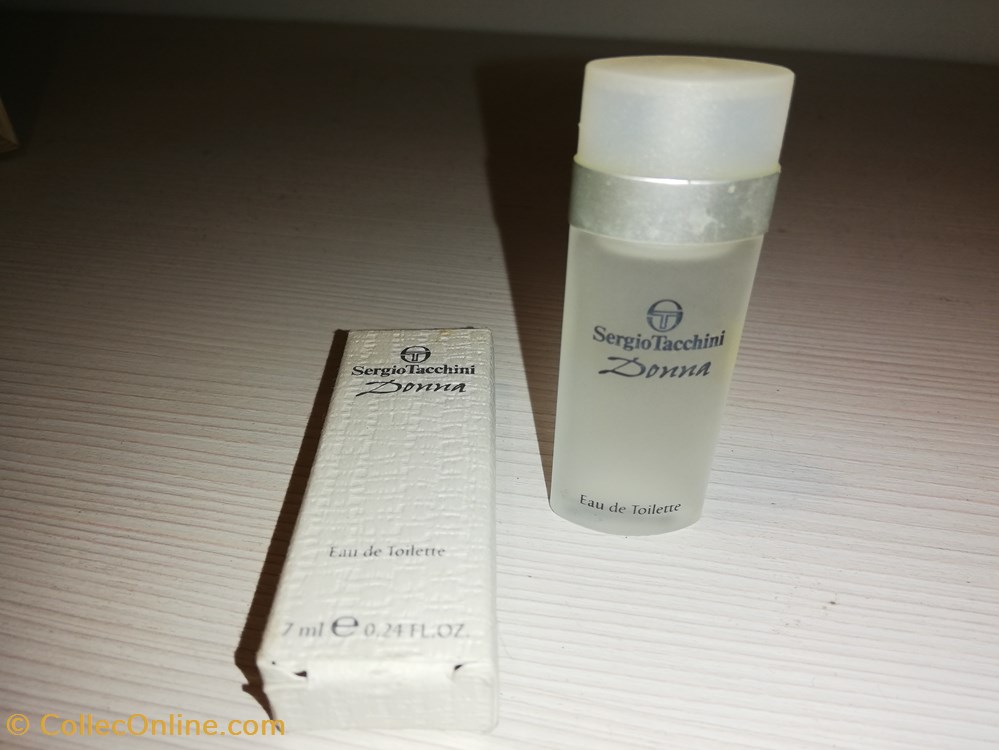 SergioTacchini
Donna
Eau de Toilette
SergioTacchini
Donna
Eau de Toilette
7 ml e 0.24 FL.OZ.
© CollecOnline.com